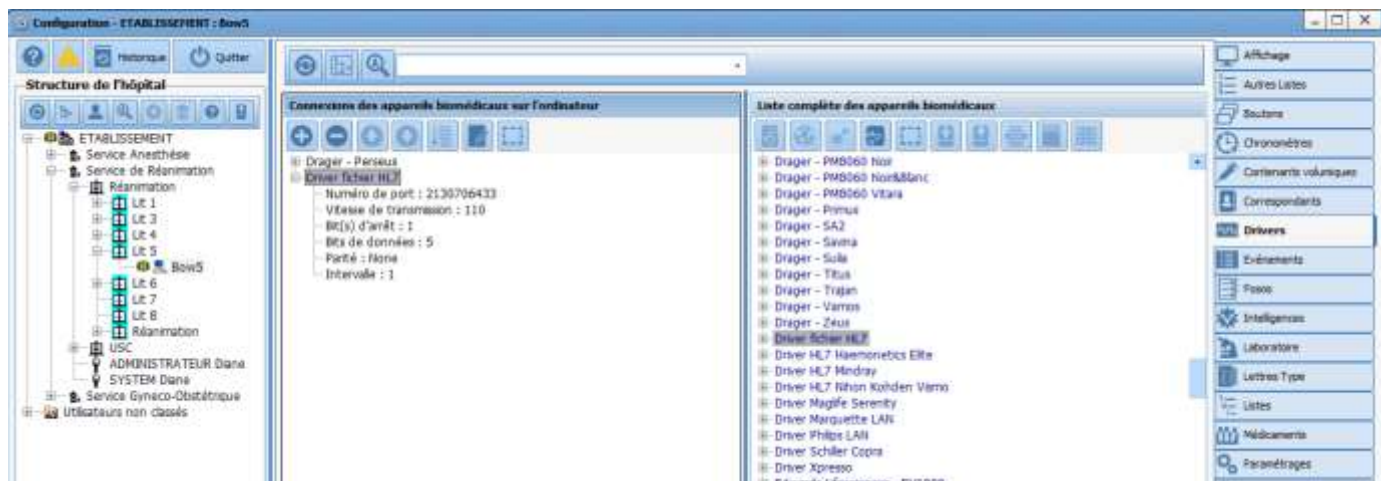 Configuration - ETABLISSEMENT : Bow5
Historique
Quitter
Structure de l'hôpital
ETABLISSEMENT
Service Anesthésie
Service de Réanimation
Réanimation
Lit 1
Lit 3
Lit 4
Lit 5
Bow5
Lit 6
Lit 7
Lit 8
Réanimation
USC
ADMINISTRATEUR Diane
SYSTEM Diane
Service Gyneco-Obstétrique
Utilisateurs non classés
Connexions des appareils biomédicaux sur l'ordinateur
Drager - Perseus
Driver fichier HL7
Numéro de port : 2130706433
Vitesse de transmission : 110
Bit(s) d'arrêt : 1
Bits de données : 5
Parité : None
Intervalle : 1
Liste complète des appareils biomédicaux
Drager - PM8060 Noir
Drager - PM8060 Noir&Blanc
Drager - PM8060 Vitara
Drager - Primus
Drager - SA2
Drager - Savina
Drager - Sulla
Drager - Titus
Drager - Trajan
Drager - Vamos
Drager - Zeus
Driver fichier HL7
Driver HL7 Haemonetics Elite
Driver HL7 Mindray
Driver HL7 Nihon Kohden Vismo
Driver Maglife Serenity
Driver Marquette LAN
Driver Philips LAN
Driver Schiller Copra
Driver Xpresso
Affichage
Autres Listes
Boutons
Chronomètres
Contenants volumiques
Correspondants
Drivers
Evénements
Posos
Intelligences
Laboratoire
Lettres Type
Listes
Médicaments
Paramétrages